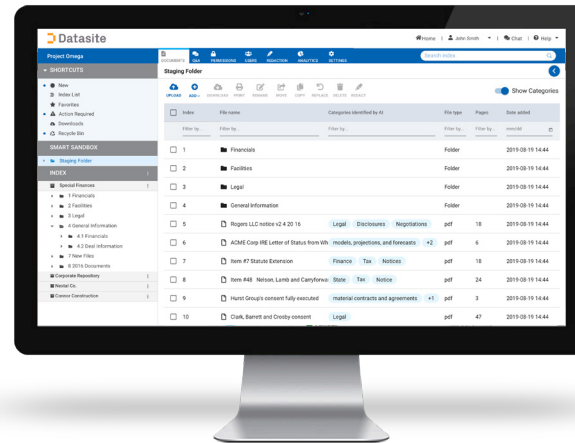 Datasite
Home | John Smith | Chat | Help
Project Omega
DOCUMENTS Q&A PERMISSIONS USERS REDACTION ANALYTICS SETTINGS
Search Index
SHORTCUTS
New
Index List
Favorites
Action Required
Downloads
Recycle Bin
SMART SANDBOX
Staging Folder
INDEX
Special Finances
1 Financials
2 Facilities
3 Legal
4 General Information
4.1 Financials
4.2 Deal Information
7 New Files
8 2016 Documents
Corporate Repository
Nextal Co.
Connor Construction
Staging Folder
UPLOAD ADD DOWNLOAD PRINT RENAME MOVE COPY REPLACE DELETE REDACT
Show Categories
Index File name Categories identified by AI File type Pages Date added
Filter by... Filter by... Filter by... Filter by... Filter by... mm/dd
1 Financials Folder 2019-08-19 14:44
2 Facilities Folder 2019-08-19 14:44
3 Legal Folder 2019-08-19 14:44
4 General Information Folder 2019-08-19 14:44
5 Rogers LLC notice v2 4 20 16 Legal Disclosures Negotiations pdf 18 2019-08-19 14:44
6 ACME Corp IRE Letter of Status from Wh models, projections, and forecasts +2 pdf 6 2019-08-19 14:44
7 Item #7 Statute Extension Finance Tax Notices pdf 18 2019-08-19 14:44
8 Item #48 Nelson, Lamb and Carryforwa State Tax Notice pdf 24 2019-08-19 14:44
9 Hurst Group's consent fully executed material contracts and agreements +1 pdf 3 2019-08-19 14:44
10 Clark, Barrett and Crosby consent Legal pdf 47 2019-08-19 14:44